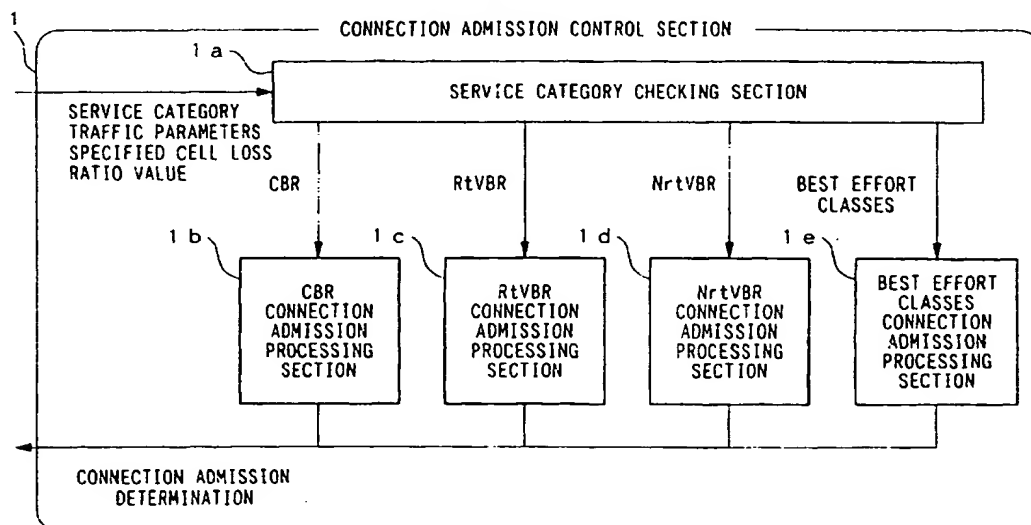 1
CONNECTION ADMISSION CONTROL SECTION
1a
SERVICE CATEGORY CHECKING SECTION
SERVICE CATEGORY
TRAFFIC PARAMETERS
SPECIFIED CELL LOSS
RATIO VALUE
CBR
RtVBR
NrtVBR
BEST EFFORT
CLASSES
1b
1c
1d
1e
CBR
CONNECTION
ADMISSION
PROCESSING
SECTION
RtVBR
CONNECTION
ADMISSION
PROCESSING
SECTION
NrtVBR
CONNECTION
ADMISSION
PROCESSING
SECTION
BEST EFFORT
CLASSES
CONNECTION
ADMISSION
PROCESSING
SECTION
CONNECTION ADMISSION
DETERMINATION